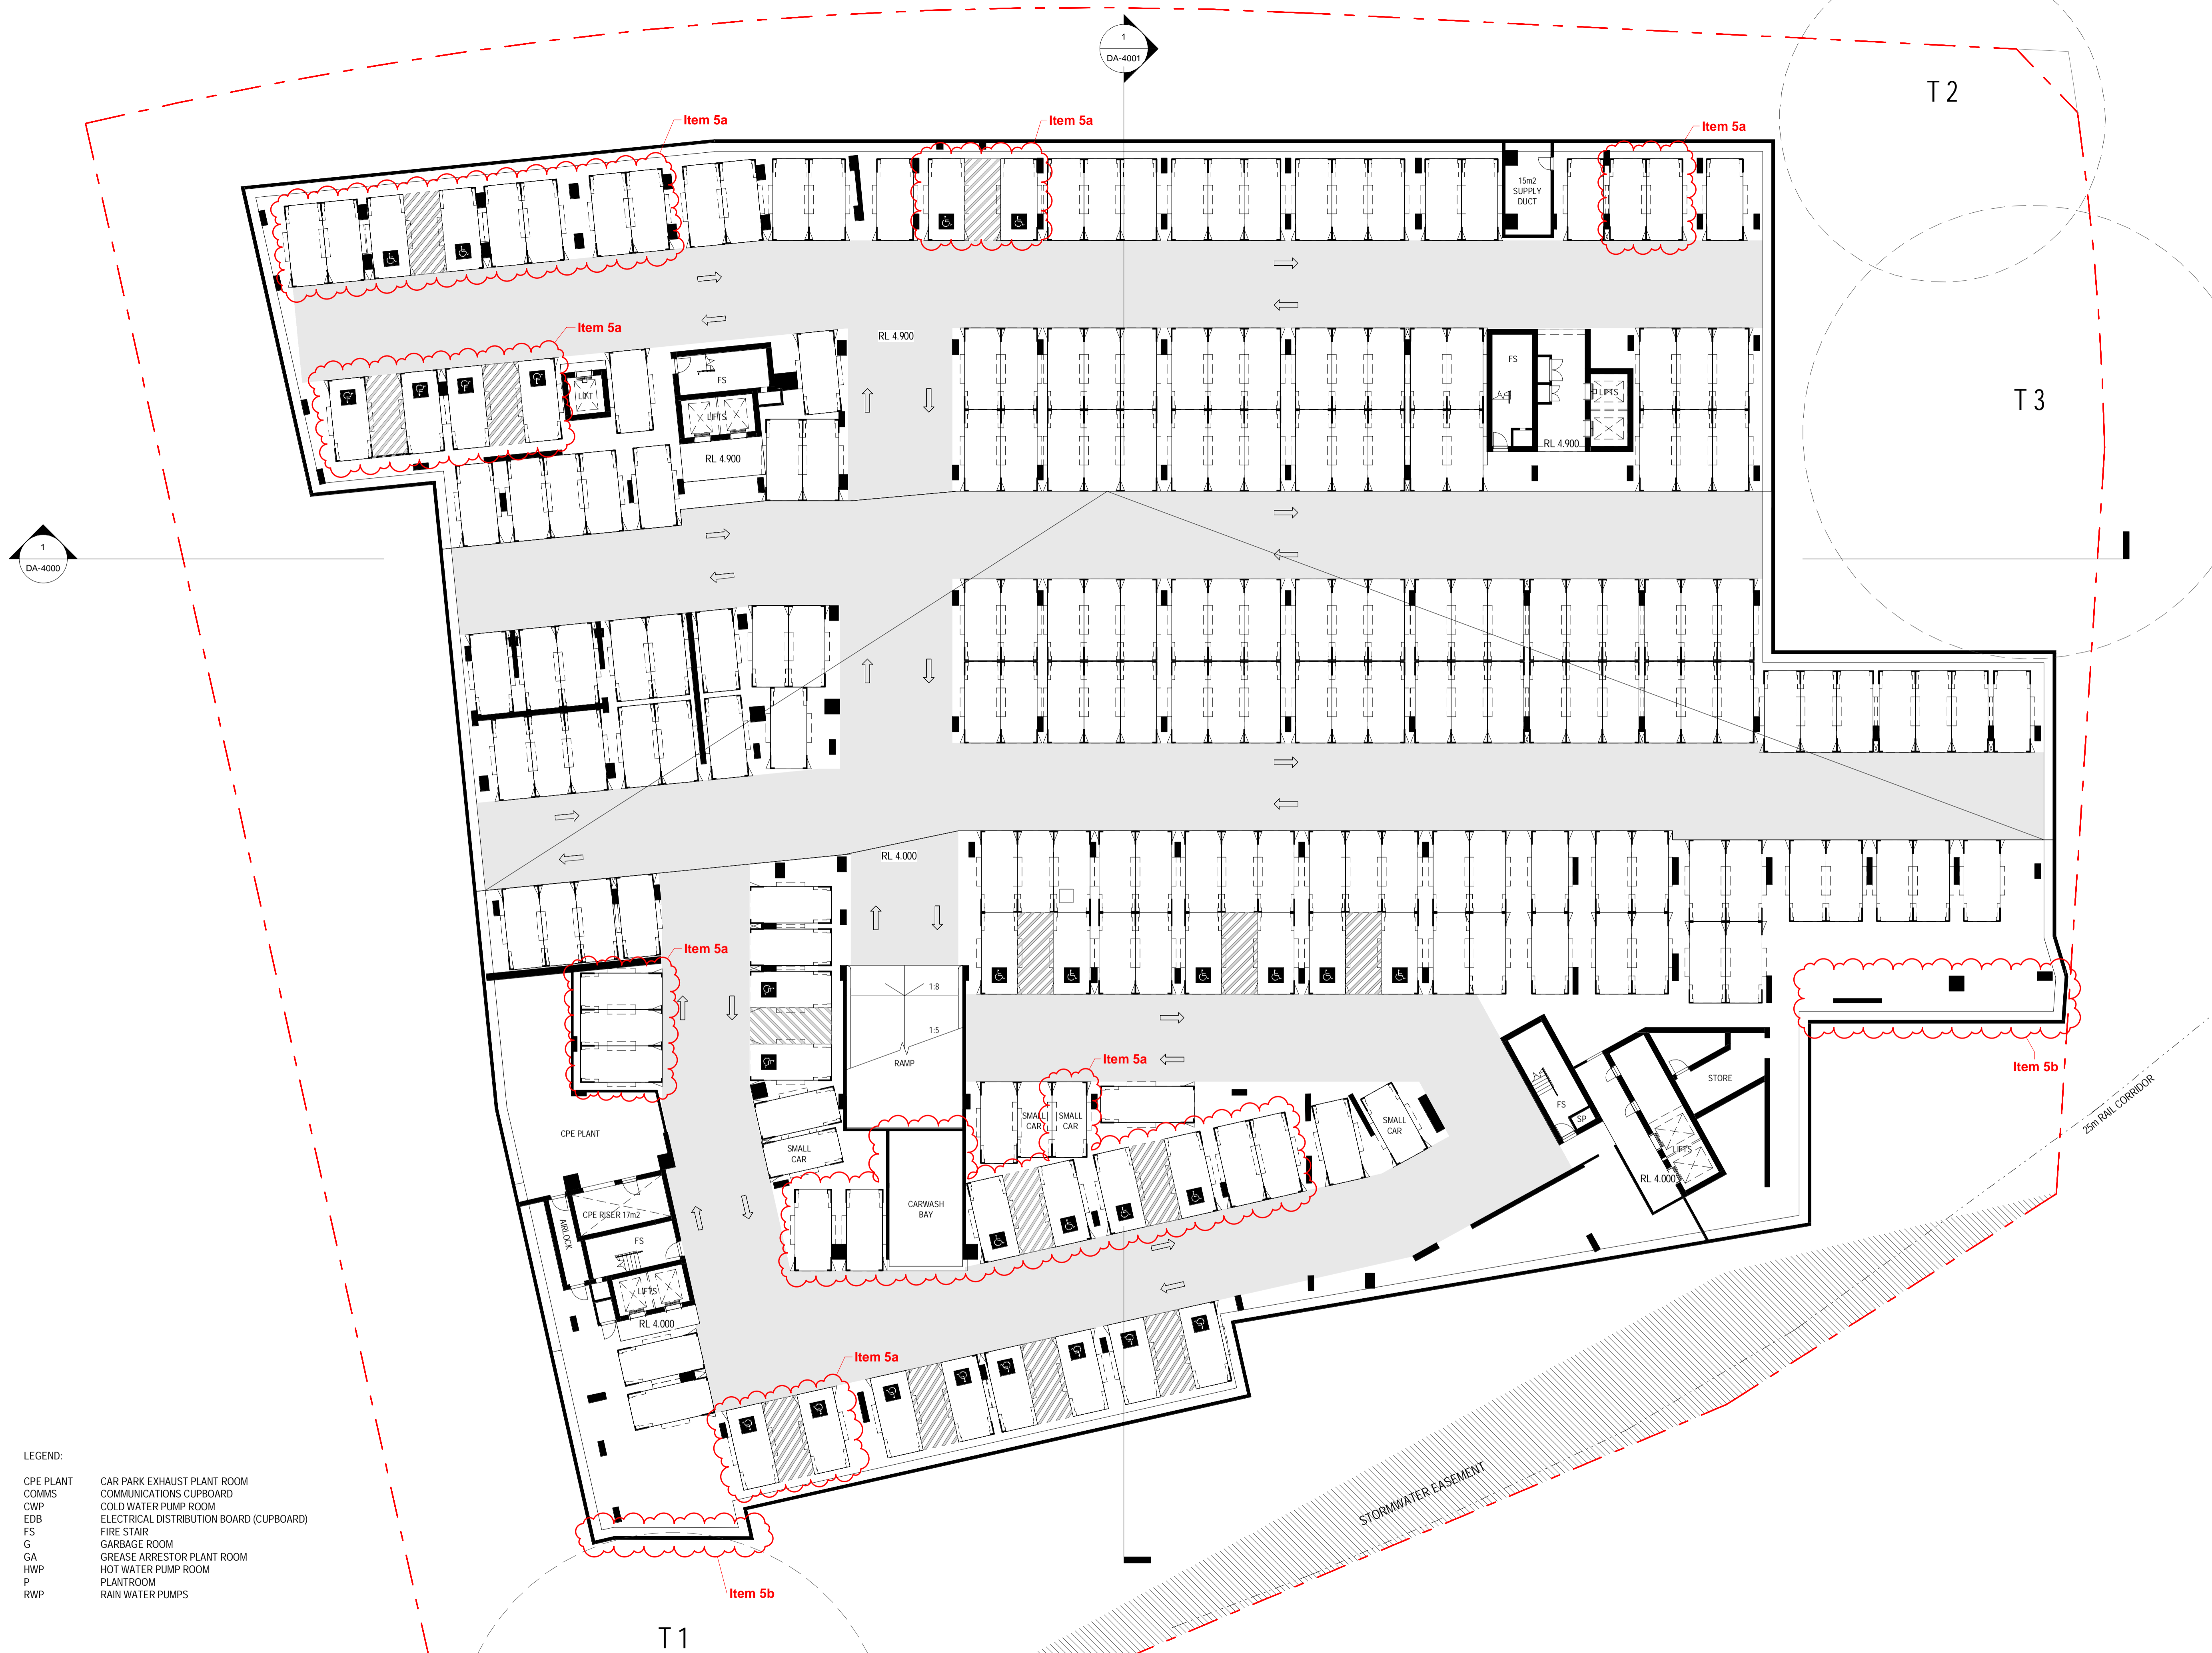 1
DA-4001
T 2
Item 5a
Item 5a
Item 5a
15m2
SUPPLY
DUCT
Item 5a
RL 4.900
FS
LIFT
LIFTS
RL 4.900
FS
LIFTS
RL 4.900
T 3
1
DA-4000
RL 4.000
Item 5a
1:8
1:5
RAMP
Item 5a
SMALL
CAR
SMALL
CAR
SMALL
CAR
SMALL
CAR
FS
SP
STORE
LIFTS
RL 4.000
Item 5b
25m RAIL CORRIDOR
CPE PLANT
CARWASH
BAY
CPE RISER 17m2
AIRLOCK
FS
LIFTS
RL 4.000
Item 5a
STORMWATER EASEMENT
Item 5b
T 1
LEGEND:
CPE PLANT CAR PARK EXHAUST PLANT ROOM
COMMS COMMUNICATIONS CUPBOARD
CWP COLD WATER PUMP ROOM
EDB ELECTRICAL DISTRIBUTION BOARD (CUPBOARD)
FS FIRE STAIR
G GARBAGE ROOM
GA GREASE ARRESTOR PLANT ROOM
HWP HOT WATER PUMP ROOM
P PLANTROOM
RWP RAIN WATER PUMPS